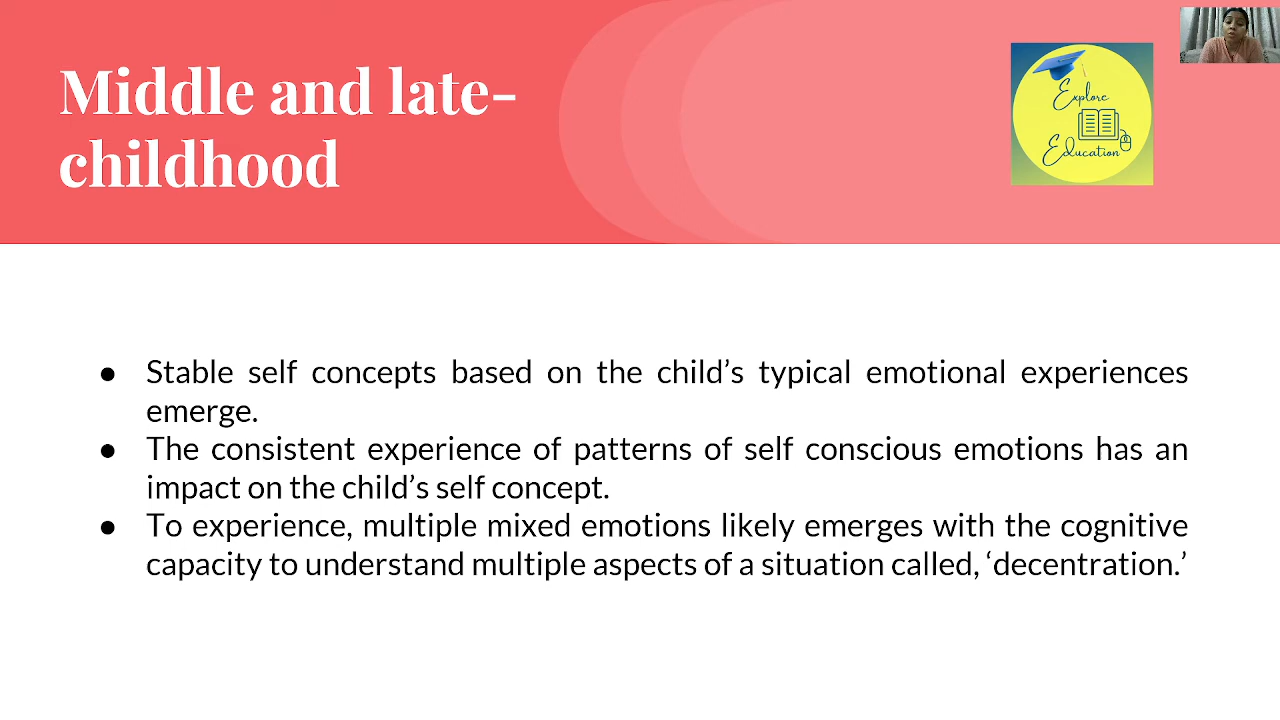 Middle and late-
childhood
Explore
Education
● Stable self concepts based on the child’s typical emotional experiences
emerge.
● The consistent experience of patterns of self conscious emotions has an
impact on the child’s self concept.
● To experience, multiple mixed emotions likely emerges with the cognitive
capacity to understand multiple aspects of a situation called, ‘decentration.’